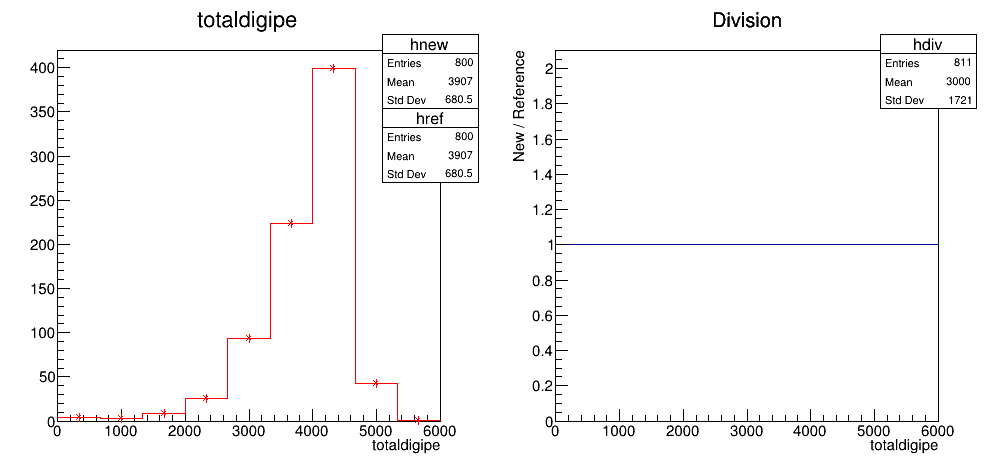 totaldigipe
hnew
Entries 800
Mean 3907
Std Dev 680.5
href
Entries 800
Mean 3907
Std Dev 680.5
400
350
300
250
200
150
100
50
0
0 1000 2000 3000 4000 5000 6000
totaldigipe
Division
hdiv
Entries 811
Mean 3000
Std Dev 1721
New / Reference
2
1.8
1.6
1.4
1.2
1
0.8
0.6
0.4
0.2
0
0 1000 2000 3000 4000 5000 6000
totaldigipe